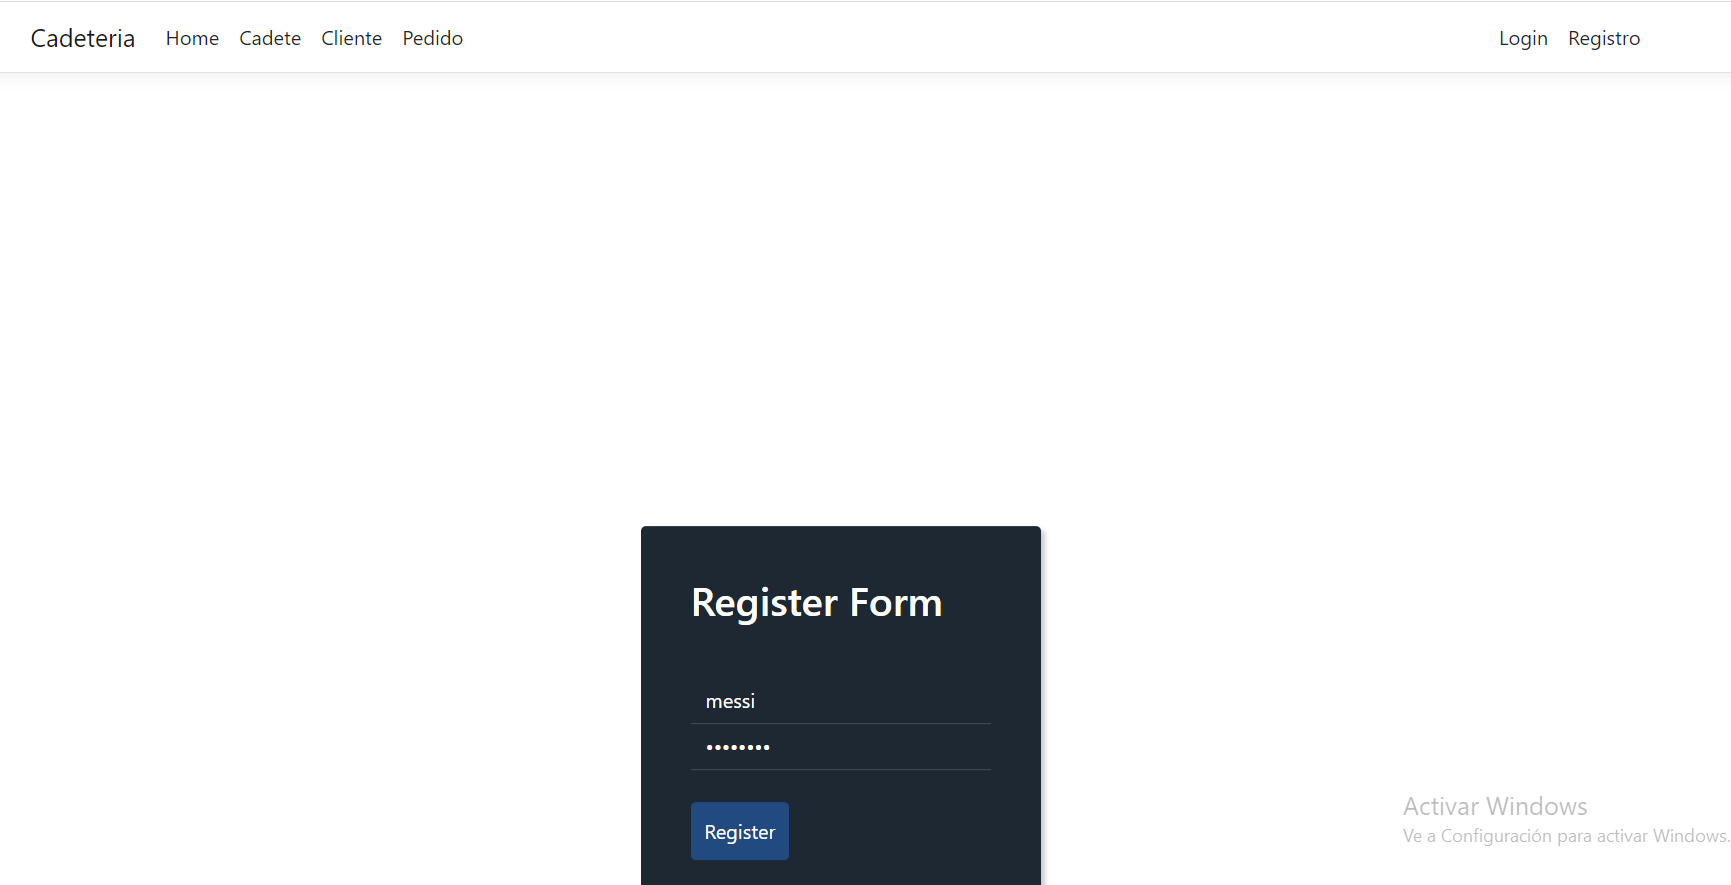 Cadeteria Home Cadete Cliente Pedido Login Registro
Register Form
messi
••••••••
Register
Activar Windows
Ve a Configuración para activar Windows.